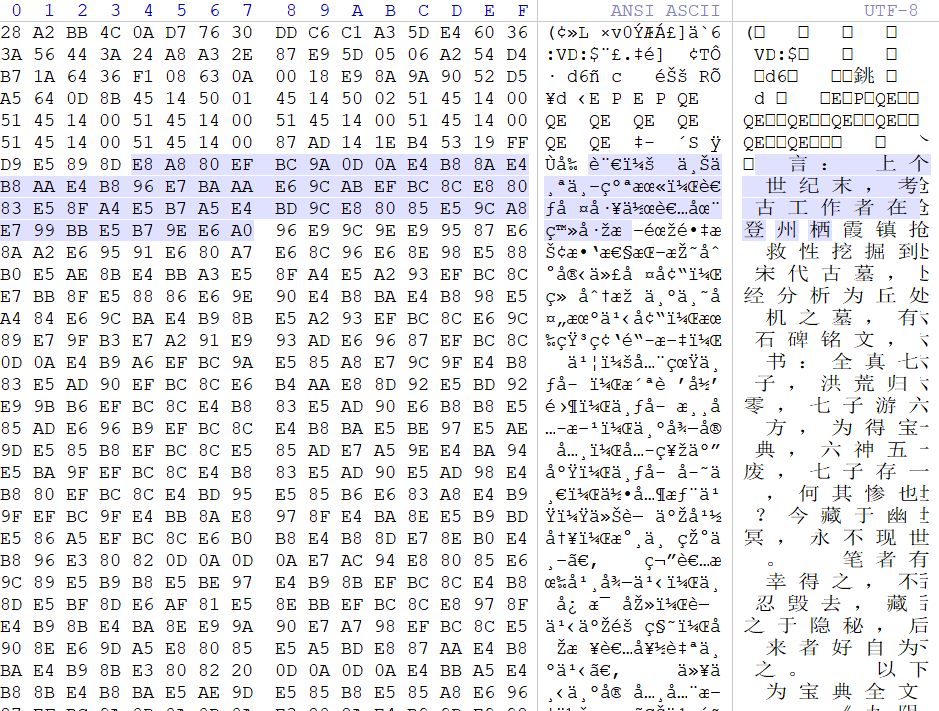 0 1 2 3 4 5 6 7 8 9 A B C D E F ANSI ASCII UTF-8
28 A2 BB 4C 0A D7 76 30 DD C6 C1 A3 5D E4 60 36 (¢»L ×v0ÝÆÁ£]ä`6 (
3A 56 44 3A 24 A8 A3 2E 87 E9 5D 05 06 A2 54 D4 :VD:$¨£.‡é] ¢TÔ VD:
B7 1A 64 36 F1 08 63 0A 00 18 E9 8A 9A 90 52 D5 · d6ñ c éŠš RÕ d6 銚
A5 64 0D 8B 45 14 50 01 45 14 50 02 51 45 14 00 ¥d ‹E P E P QE d E P QE
51 45 14 00 51 45 14 00 51 45 14 00 51 45 14 00 QE QE QE QE QE QE QE QE
51 45 14 00 51 45 14 00 87 AD 14 1E B4 53 19 FF QE QE ‡- ´S ÿ QE QE
D9 E5 89 8D E8 A8 80 EF BC 9A 0D 0A E4 B8 8A E4 Ùå‰ è¨€ï¼š ä¸Šä 言： 上个
B8 AA E4 B8 96 E7 BA AA E6 9C AB EF BC 8C E8 80 ¸ªä¸–çºªæœ«ï¼Œè€ 世纪末，考
83 E5 8F A4 E5 B7 A5 E4 BD 9C E8 80 85 E5 9C A8 ƒå ¤å·¥ä½œè€…åœ¨ 古工作者在
E7 99 BB E5 B7 9E E6 A0 96 E9 9C 9E E9 95 87 E6 ç™»å·žæ –éœžé•‡æ 登州栖霞镇抢
8A A2 E6 95 91 E6 80 A7 E6 8C 96 E6 8E 98 E5 88 Š¢æ•‘æ€§æŒ–æŽ˜åˆ 救性挖掘到
B0 E5 AE 8B E4 BB A3 E5 8F A4 E5 A2 93 EF BC 8C °å®‹ä»£å ¤å¢“ï¼Œ 宋代古墓，
E7 BB 8F E5 88 86 E6 9E 90 E4 B8 BA E4 B8 98 E5 ç» åˆ†æž ä¸ºä¸˜å 经分析为丘处
A4 84 E6 9C BA E4 B9 8B E5 A2 93 EF BC 8C E6 9C ¤„æœºä¹‹å¢“ï¼Œæœ 机之墓，有
89 E7 9F B3 E7 A2 91 E9 93 AD E6 96 87 EF BC 8C ‰çŸ³ç¢‘é“­æ–‡ï¼Œ 石碑铭文，
0D 0A E4 B9 A6 EF BC 9A E5 85 A8 E7 9C 9F E4 B8 ä¹¦ï¼šå…¨çœŸä¸ 书：全真七
83 E5 AD 90 EF BC 8C E6 B4 AA E8 8D 92 E5 BD 92 ƒå­ ï¼Œæ´ªè ’å½’ 子，洪荒归
E9 9B B6 EF BC 8C E4 B8 83 E5 AD 90 E6 B8 B8 E5 é›¶ï¼Œä¸ƒå­ æ¸¸å 零，七子游六
85 AD E6 96 B9 EF BC 8C E4 B8 BA E5 BE 97 E5 AE …­æ–¹ï¼Œä¸ºå¾—å® 方，为得宝
9D E5 85 B8 EF BC 8C E5 85 AD E7 A5 9E E4 BA 94 å…¸ï¼Œå…­ç¥žäº” 典，六神五
E5 BA 9F EF BC 8C E4 B8 83 E5 AD 90 E5 AD 98 E4 åºŸï¼Œä¸ƒå­ å­˜ä 废，七子存一
B8 80 EF BC 8C E4 BD 95 E5 85 B6 E6 83 A8 E4 B9 ¸€ï¼Œä½•å…¶æƒ¨ä¹ ，何其惨也
9F EF BC 9F E4 BB 8A E8 97 8F E4 BA 8E E5 B9 BD Ÿï¼Ÿä»Šè— äºŽå¹½ ？今藏于幽
E5 86 A5 EF BC 8C E6 B0 B8 E4 B8 8D E7 8E B0 E4 å†¥ï¼Œæ°¸ä¸ çŽ°ä 冥，永不现世
B8 96 E3 80 82 0D 0A 0D 0A E7 AC 94 E8 80 85 E6 ¸–ã€‚ ç¬”è€…æ 。 笔者有
9C 89 E5 B9 B8 E5 BE 97 E4 B9 8B EF BC 8C E4 B8 œ‰å¹¸å¾—ä¹‹ï¼Œä¸ 幸得之，不
8D E5 BF 8D E6 AF 81 E5 8E BB EF BC 8C E8 97 8F å¿ æ¯ åŽ»ï¼Œè— 忍毁去，藏
E4 B9 8B E4 BA 8E E9 9A 90 E7 A7 98 EF BC 8C E5 ä¹‹äºŽéš ç§˜ï¼Œå 之于隐秘，后
90 8E E6 9D A5 E8 80 85 E5 A5 BD E8 87 AA E4 B8 Žæ ¥è€…å¥½è‡ªä¸ 来者好自为
BA E4 B9 8B E3 80 82 20 0D 0A 0D 0A E4 BB A5 E4 ºä¹‹ã€‚ ä»¥ä 之。 以下
B8 8B E4 B8 BA E5 AE 9D E5 85 B8 E5 85 A8 E6 96 ¸‹ä¸ºå® å…¸å…¨æ– 为宝典全文